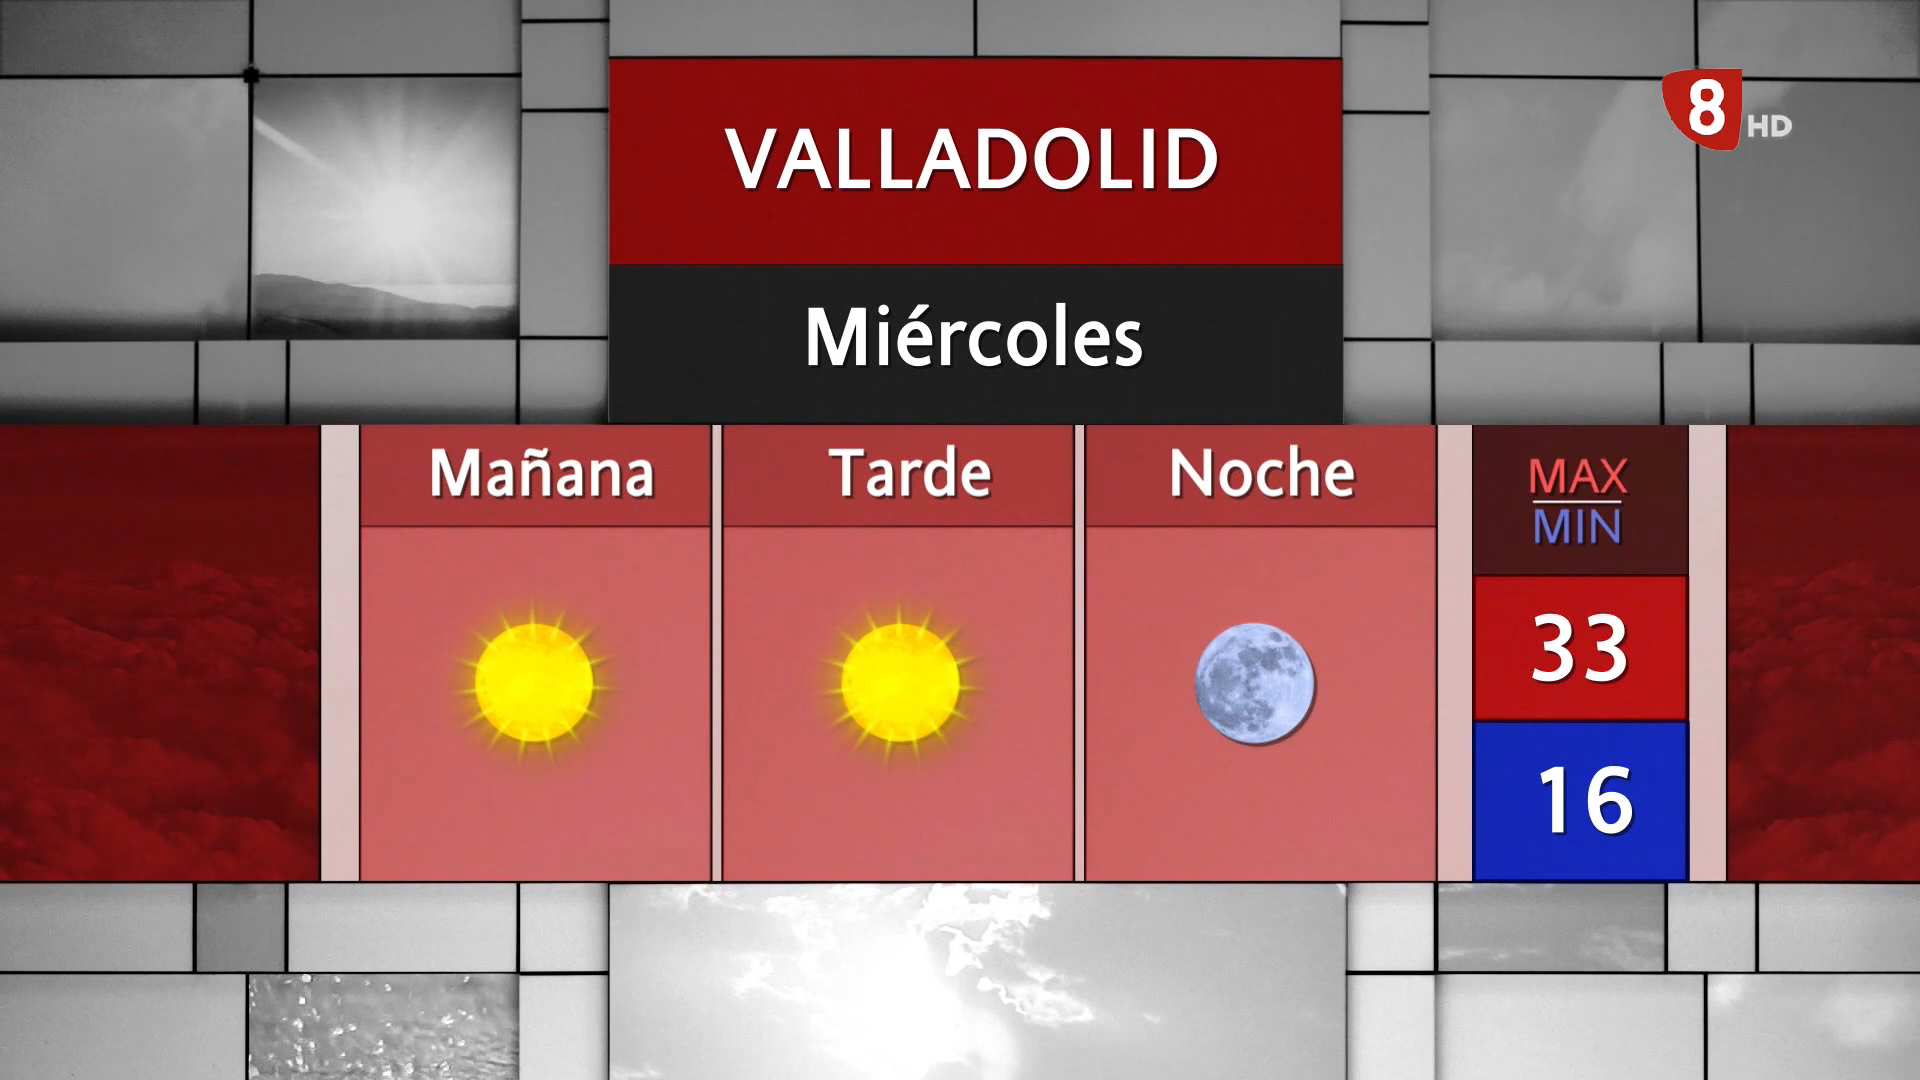 VALLADOLID
8 HD
Miércoles
Mañana
Tarde
Noche
MAX
MIN
33
16